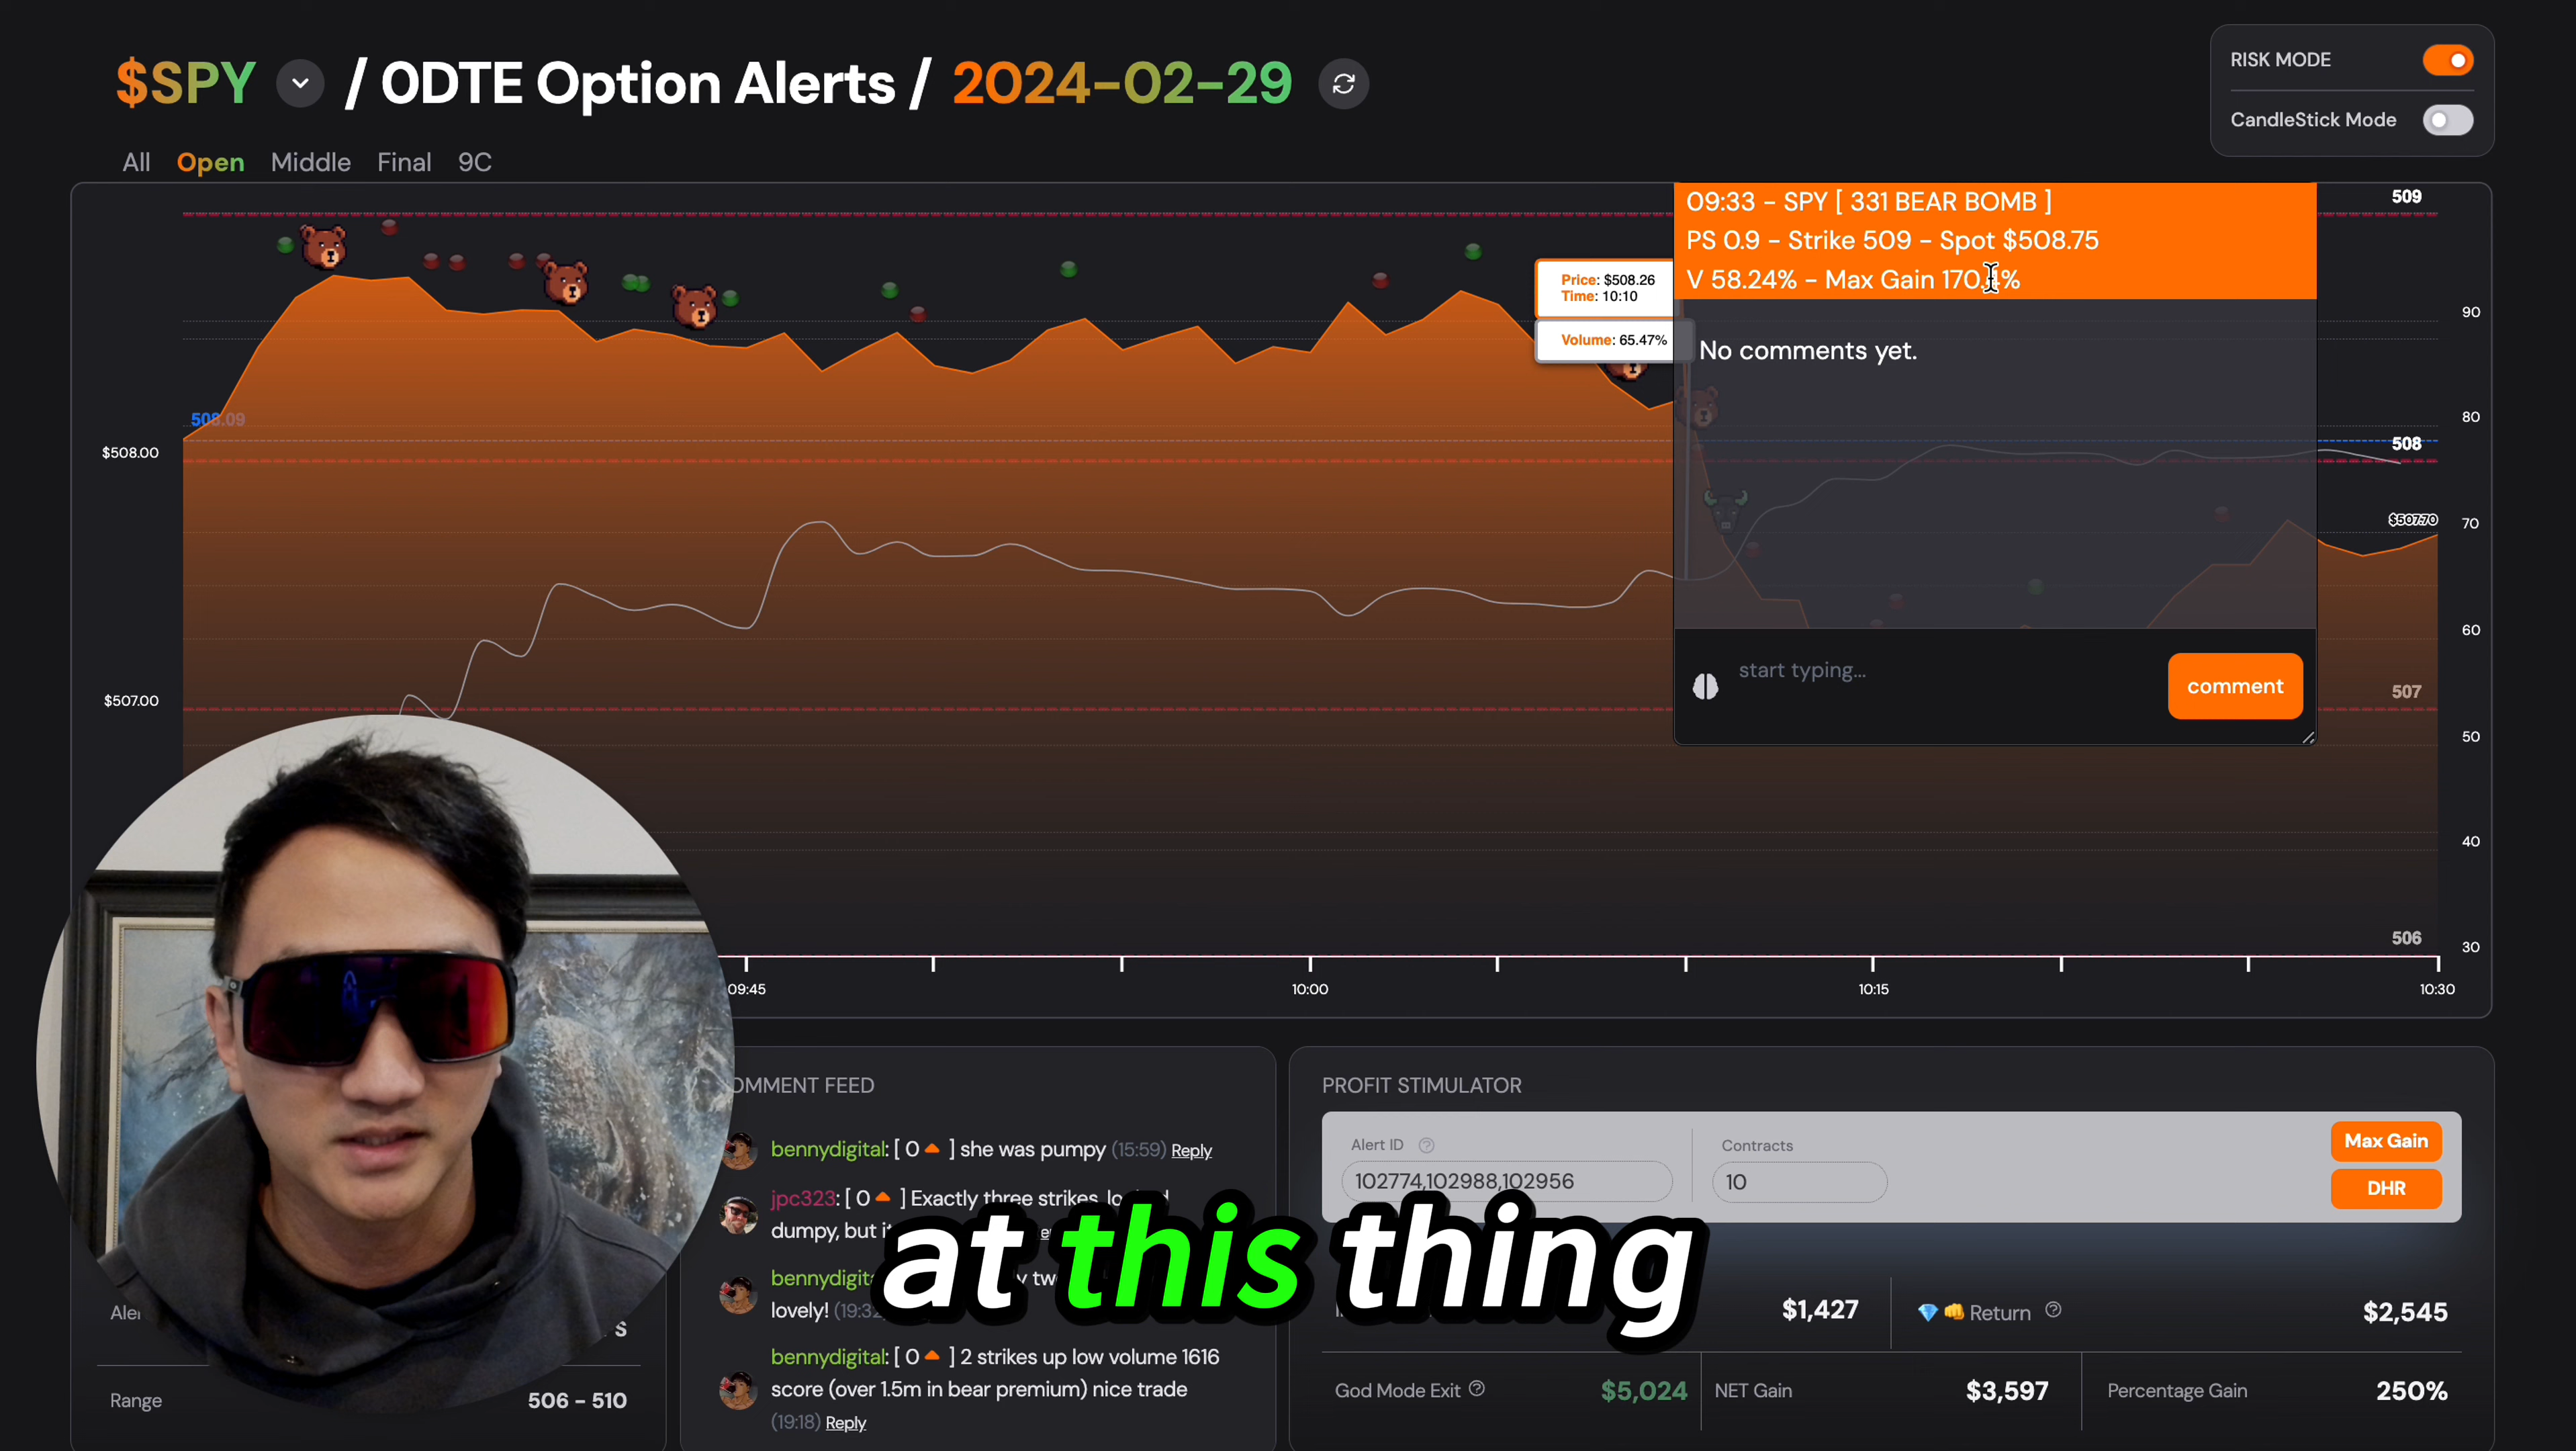 $SPY / 0DTE Option Alerts / 2024-02-29
RISK MODE
CandleStick Mode
All Open Middle Final 9C
09:33 - SPY [ 331 BEAR BOMB ]
PS 0.9 - Strike 509 - Spot $508.75
V 58.24% - Max Gain 170. %
No comments yet.
Price: $508.26
Time: 10:10
Volume: 65.47%
start typing...
comment
508.09
$508.00
$507.00
509
90
80
508
$507.70
70
60
507
50
40
506
30
09:45
10:00
10:15
10:30
Range
506 - 510
OMMENT FEED
bennydigital: [ 0 ] she was pumpy (15:59) Reply
jpc323: [ 0 ] Exactly three strikes,
dumpy, but
lovely! (19:32)
bennydigital: [ 0 ] 2 strikes up low volume 1616
score (over 1.5m in bear premium) nice trade
(19:18) Reply
PROFIT STIMULATOR
Alert ID
102774,102988,102956
Contracts
10
Max Gain
DHR
$1,427
Return
$2,545
God Mode Exit
$5,024
NET Gain
$3,597
Percentage Gain
250%
at this thing